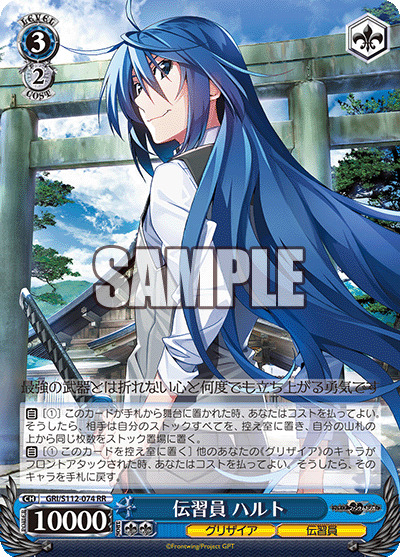 LEVEL
3
2
COST
SAMPLE
最強の武器とは折れない心と何度でも立ち上がる勇気です
自[(1)] このカードが手札から舞台に置かれた時、あなたはコストを払ってよい。
そうしたら、相手は自分のストックすべてを、控え室に置き、自分の山札の
上から同じ枚数をストック置場に置く。
自[(1) このカードを控え室に置く] 他のあなたの《グリザイア》のキャラが
フロントアタックされた時、あなたはコストを払ってよい。そうしたら、その
キャラを手札に戻す。
CH
GRI/S112-074 RR
伝習員 ハルト
10000
グリザイア
伝習員
©Frontwing/Project GPT